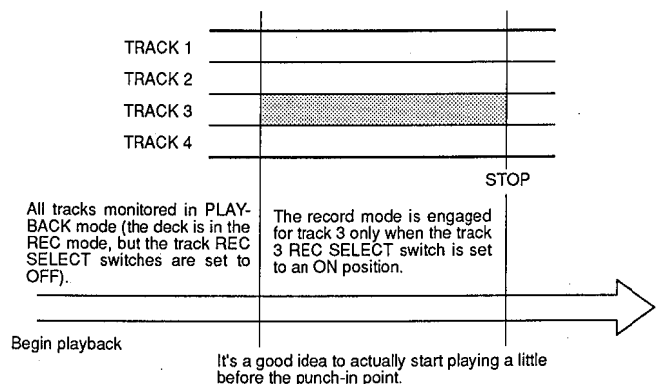 TRACK 1
TRACK 2
TRACK 3
TRACK 4
STOP
All tracks monitored in PLAY-
BACK mode (the deck is in the
REC mode, but the track REC
SELECT switches are set to
OFF).
The record mode is engaged
for track 3 only when the track
3 REC SELECT switch is set
to an ON position.
Begin playback
It's a good idea to actually start playing a little
before the punch-in point.